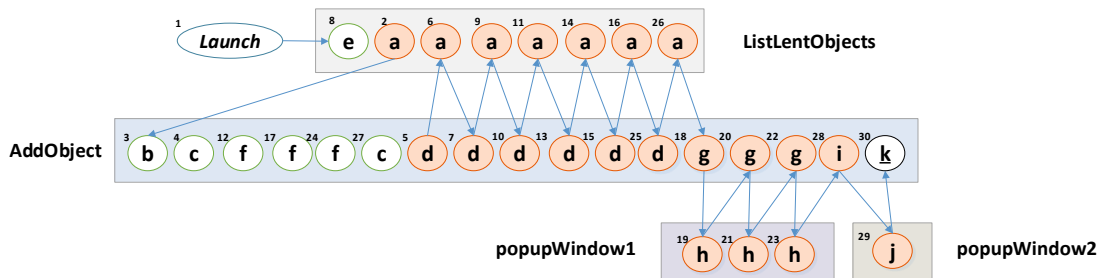 1 Launch
8 e 2 a 6 a 9 a 11 a 14 a 16 a 26 a
ListLentObjects
AddObject
3 b 4 c 12 f 17 f 24 f 27 c 5 d 7 d 10 d 13 d 15 d 25 d 18 g 20 g 22 g 28 i 30 k
popupWindow1
19 h 21 h 23 h
29 j
popupWindow2